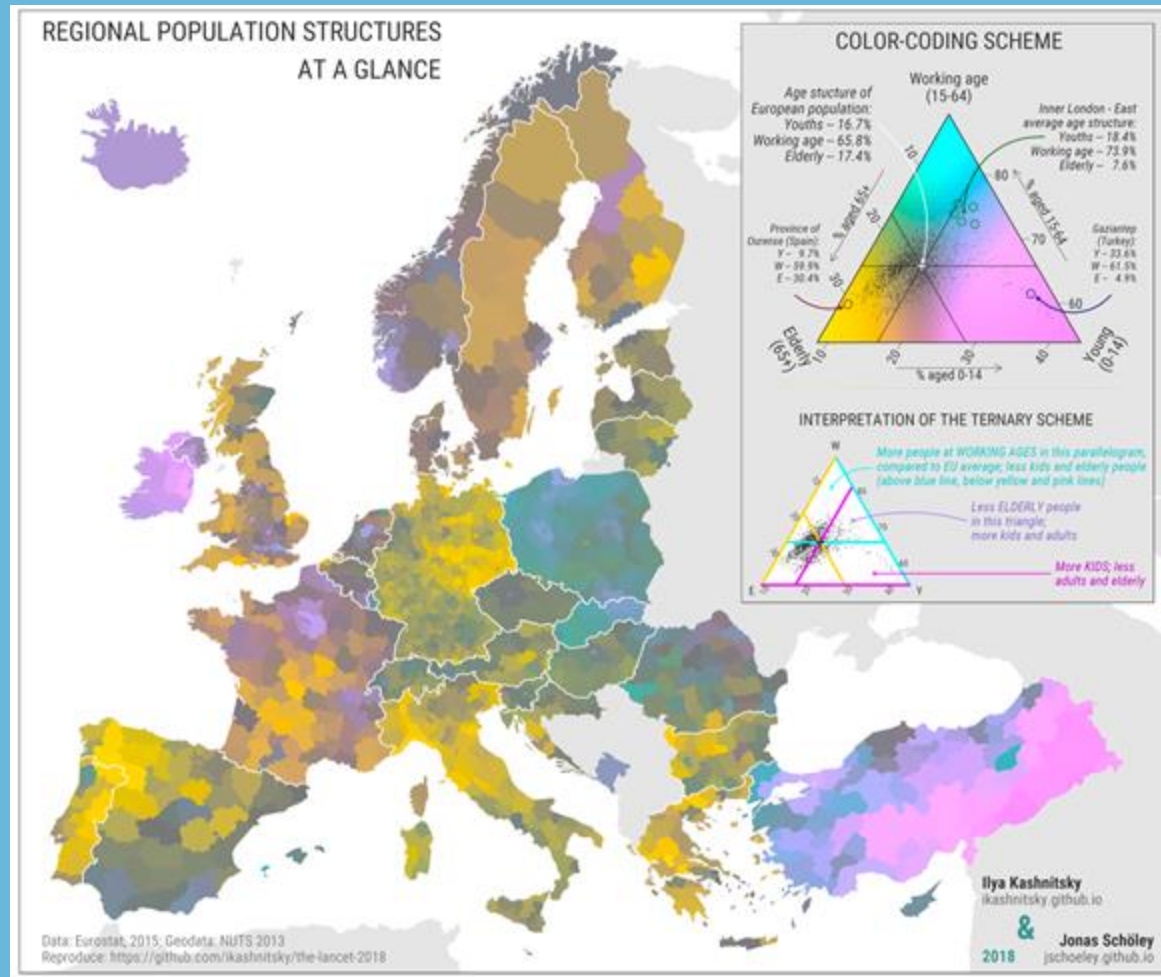 REGIONAL POPULATION STRUCTURES
AT A GLANCE
COLOR-CODING SCHEME
Working age
(15-64)
Age stucture of
European population:
Youths – 16.7%
Working age – 65.8%
Elderly – 17.4%
Inner London - East
average age structure:
Youths – 18.4%
Working age – 73.9%
Elderly – 7.6%
Province of
Ourense (Spain):
Y – 9.7%
W – 59.9%
E – 30.4%
Gaziantep
(Turkey):
Y – 33.6%
W – 61.5%
E – 4.9%
% aged 65+
10
20
30
% aged 15-64
80
70
60
Elderly
(65+)
Young
(0-14)
10
20
30
40
% aged 0-14
INTERPRETATION OF THE TERNARY SCHEME
W
E
Y
More people at WORKING AGES in this parallelogram,
compared to EU average; less kids and elderly people
(above blue line, below yellow and pink lines)
Less ELDERLY people
in this triangle;
more kids and adults
More KIDS; less
adults and elderly
Ilya Kashnitsky
ikashnitsky.github.io
&
Jonas Schöley
2018
jschoeley.github.io
Data: Eurostat, 2015; Geodata: NUTS 2013
Reproduce: https://github.com/ikashnitsky/the-lancet-2018